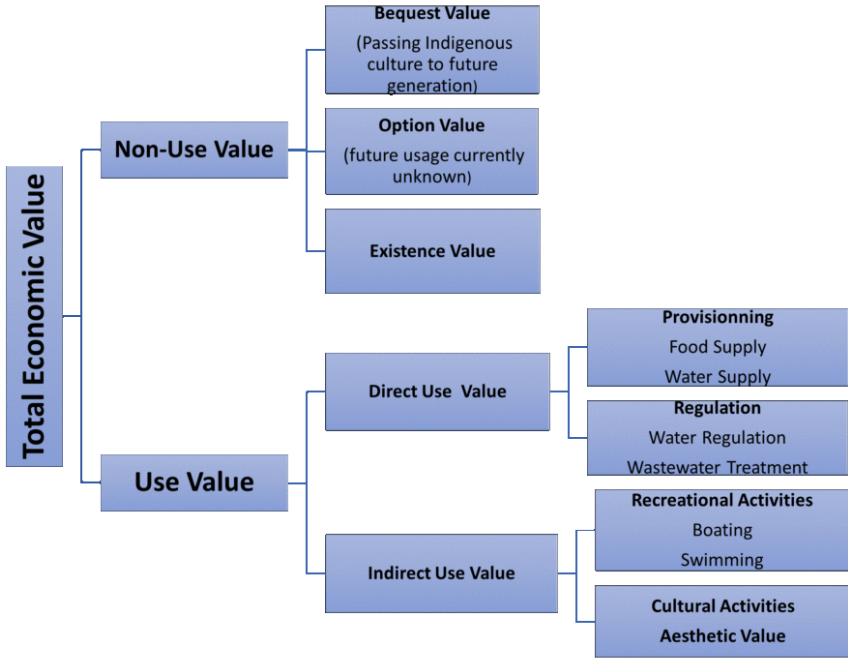 Total Economic Value
Non-Use Value
Bequest Value
(Passing Indigenous
culture to future
generation)
Option Value
(future usage currently
unknown)
Existence Value
Use Value
Direct Use Value
Provisionning
Food Supply
Water Supply
Regulation
Water Regulation
Wastewater Treatment
Indirect Use Value
Recreational Activities
Boating
Swimming
Cultural Activities
Aesthetic Value